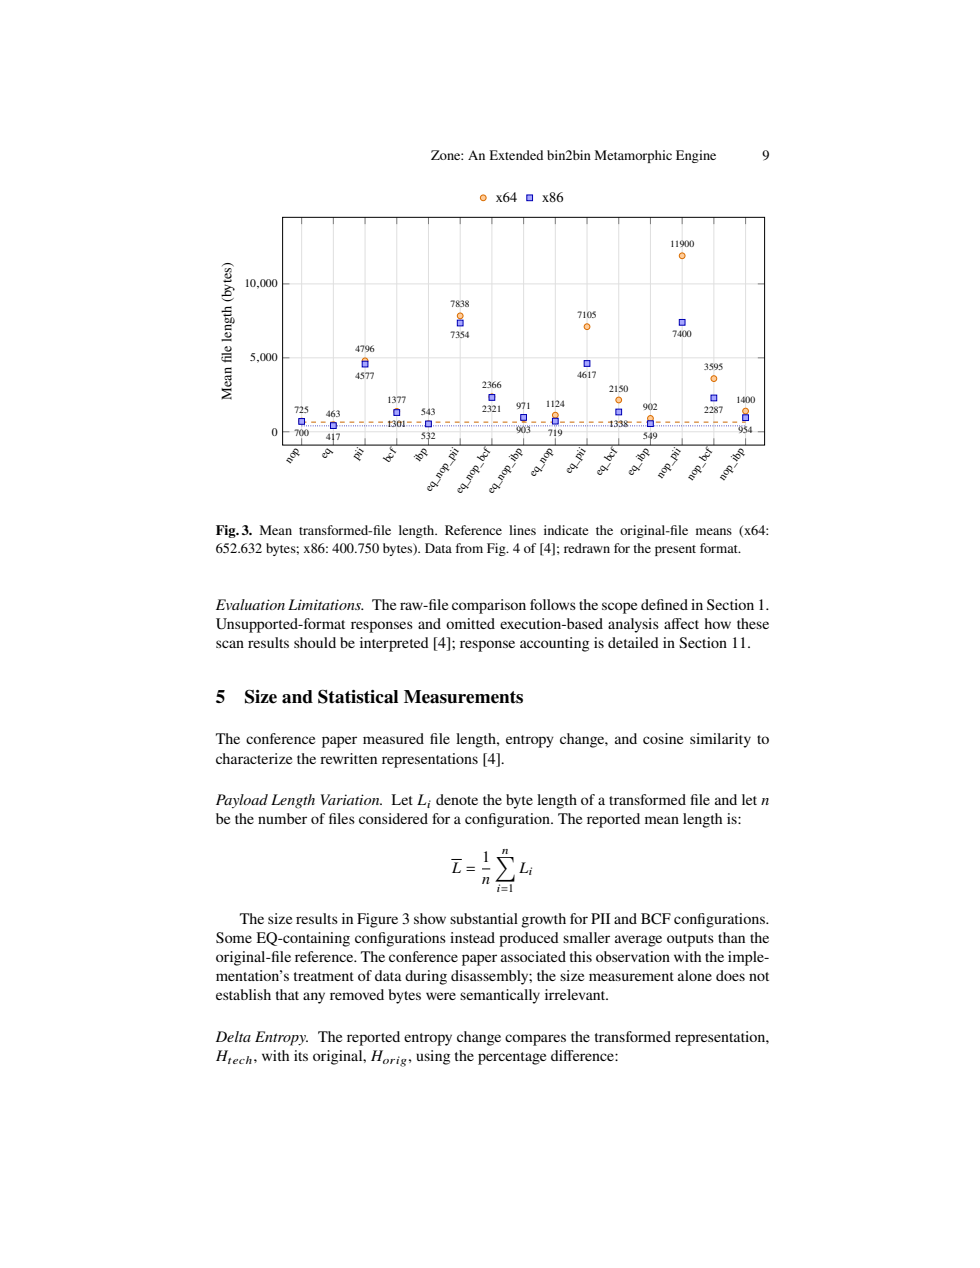 Zone: An Extended bin2bin Metamorphic Engine 9
x64 x86
Mean file length (bytes)
10,000
5,000
0
11900
7838
7354
7105
7400
4796
4577
4617
3595
2366
2150
1377
1400
725
463
543
2321
971
1124
902
2287
1301
1338
700
417
532
903
719
549
954
nop
eq
pii
bcf
ibp
eq_nop_pii
eq_nop_bcf
eq_nop_ibp
eq_nop
eq_pii
eq_bcf
eq_ibp
nop_pii
nop_bcf
nop_ibp
Fig. 3. Mean transformed-file length. Reference lines indicate the original-file means (x64:
652.632 bytes; x86: 400.750 bytes). Data from Fig. 4 of [4]; redrawn for the present format.
Evaluation Limitations. The raw-file comparison follows the scope defined in Section 1.
Unsupported-format responses and omitted execution-based analysis affect how these
scan results should be interpreted [4]; response accounting is detailed in Section 11.
5 Size and Statistical Measurements
The conference paper measured file length, entropy change, and cosine similarity to
characterize the rewritten representations [4].
Payload Length Variation. Let L_i denote the byte length of a transformed file and let n
be the number of files considered for a configuration. The reported mean length is:
L̅ = 1/n ∑_{i=1}^{n} L_i
The size results in Figure 3 show substantial growth for PII and BCF configurations.
Some EQ-containing configurations instead produced smaller average outputs than the
original-file reference. The conference paper associated this observation with the imple-
mentation's treatment of data during disassembly; the size measurement alone does not
establish that any removed bytes were semantically irrelevant.
Delta Entropy. The reported entropy change compares the transformed representation,
H_tech, with its original, H_orig, using the percentage difference: